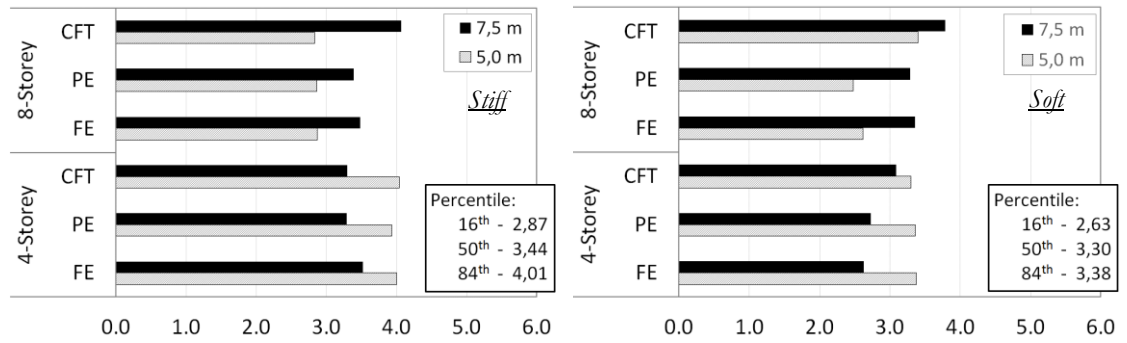 8-Storey
CFT
PE
FE
4-Storey
CFT
PE
FE
7,5 m
5,0 m
Stiff
Percentile:
16th - 2,87
50th - 3,44
84th - 4,01
0.0 1.0 2.0 3.0 4.0 5.0 6.0
8-Storey
CFT
PE
FE
4-Storey
CFT
PE
FE
7,5 m
5,0 m
Soft
Percentile:
16th - 2,63
50th - 3,30
84th - 3,38
0.0 1.0 2.0 3.0 4.0 5.0 6.0